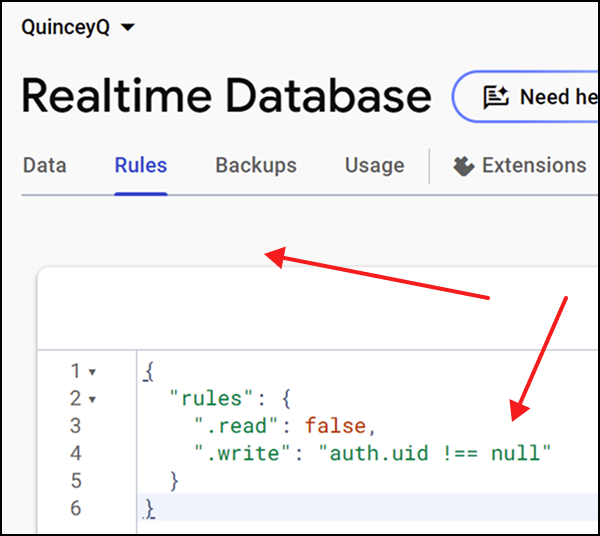 QuinceyQ
Realtime Database
Need he
Data Rules Backups Usage Extensions
1 {
2 "rules": {
3 ".read": false,
4 ".write": "auth.uid !== null"
5 }
6 }